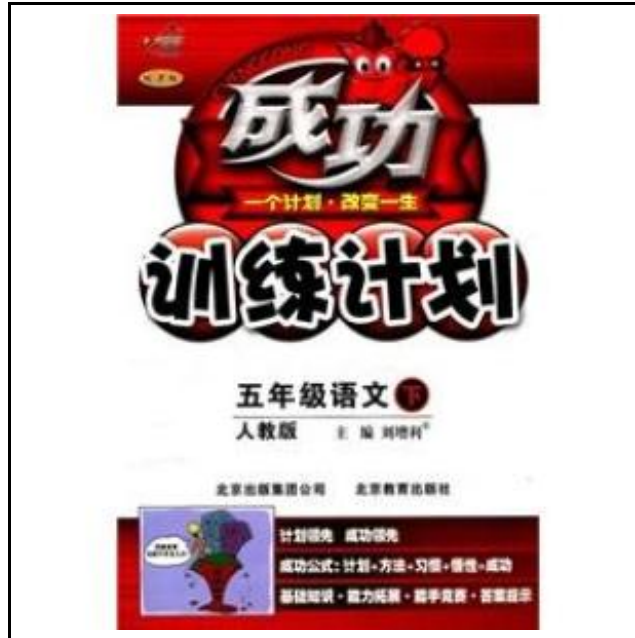 CHENGGONG
成功
一个计划·改变一生
训练计划
五年级语文 下
人教版 主编 刘增利®
北京出版集团公司 北京教育出版社
计划领先 成功领先
成功公式:计划+方法+习惯+悟性=成功
基础知识·能力拓展·能手竞赛·答案提示